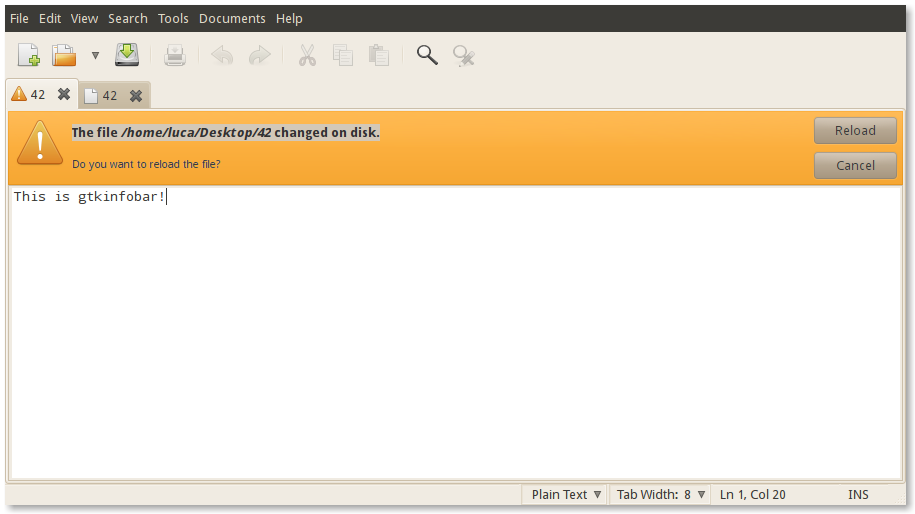 File Edit View Search Tools Documents Help
42 42
The file /home/luca/Desktop/42 changed on disk.
Reload
Do you want to reload the file?
Cancel
This is gtkinfobar!
Plain Text Tab Width: 8 Ln 1, Col 20 INS